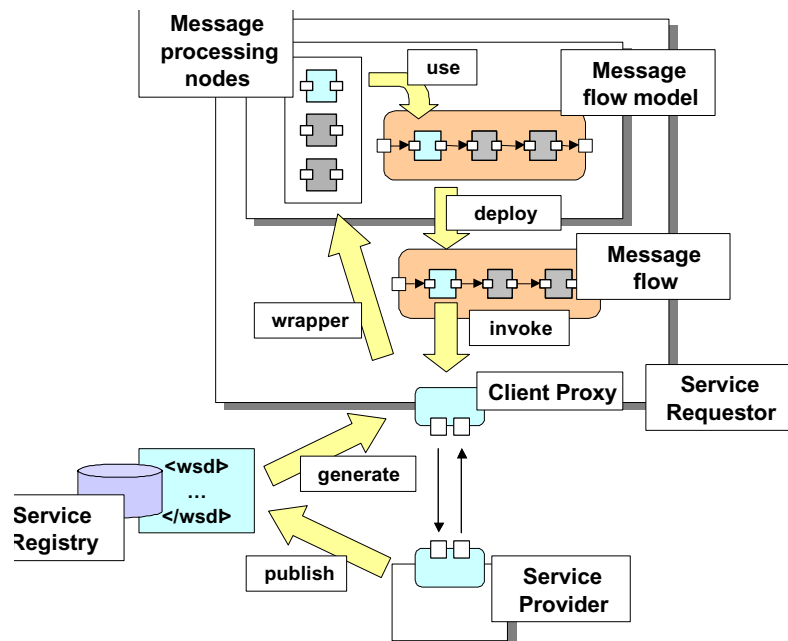 Message
processing
nodes
use
Message
flow model
deploy
Message
flow
wrapper
invoke
Client Proxy
Service
Requestor
<wsdl>
...
</wsdl>
generate
Service
Registry
publish
Service
Provider